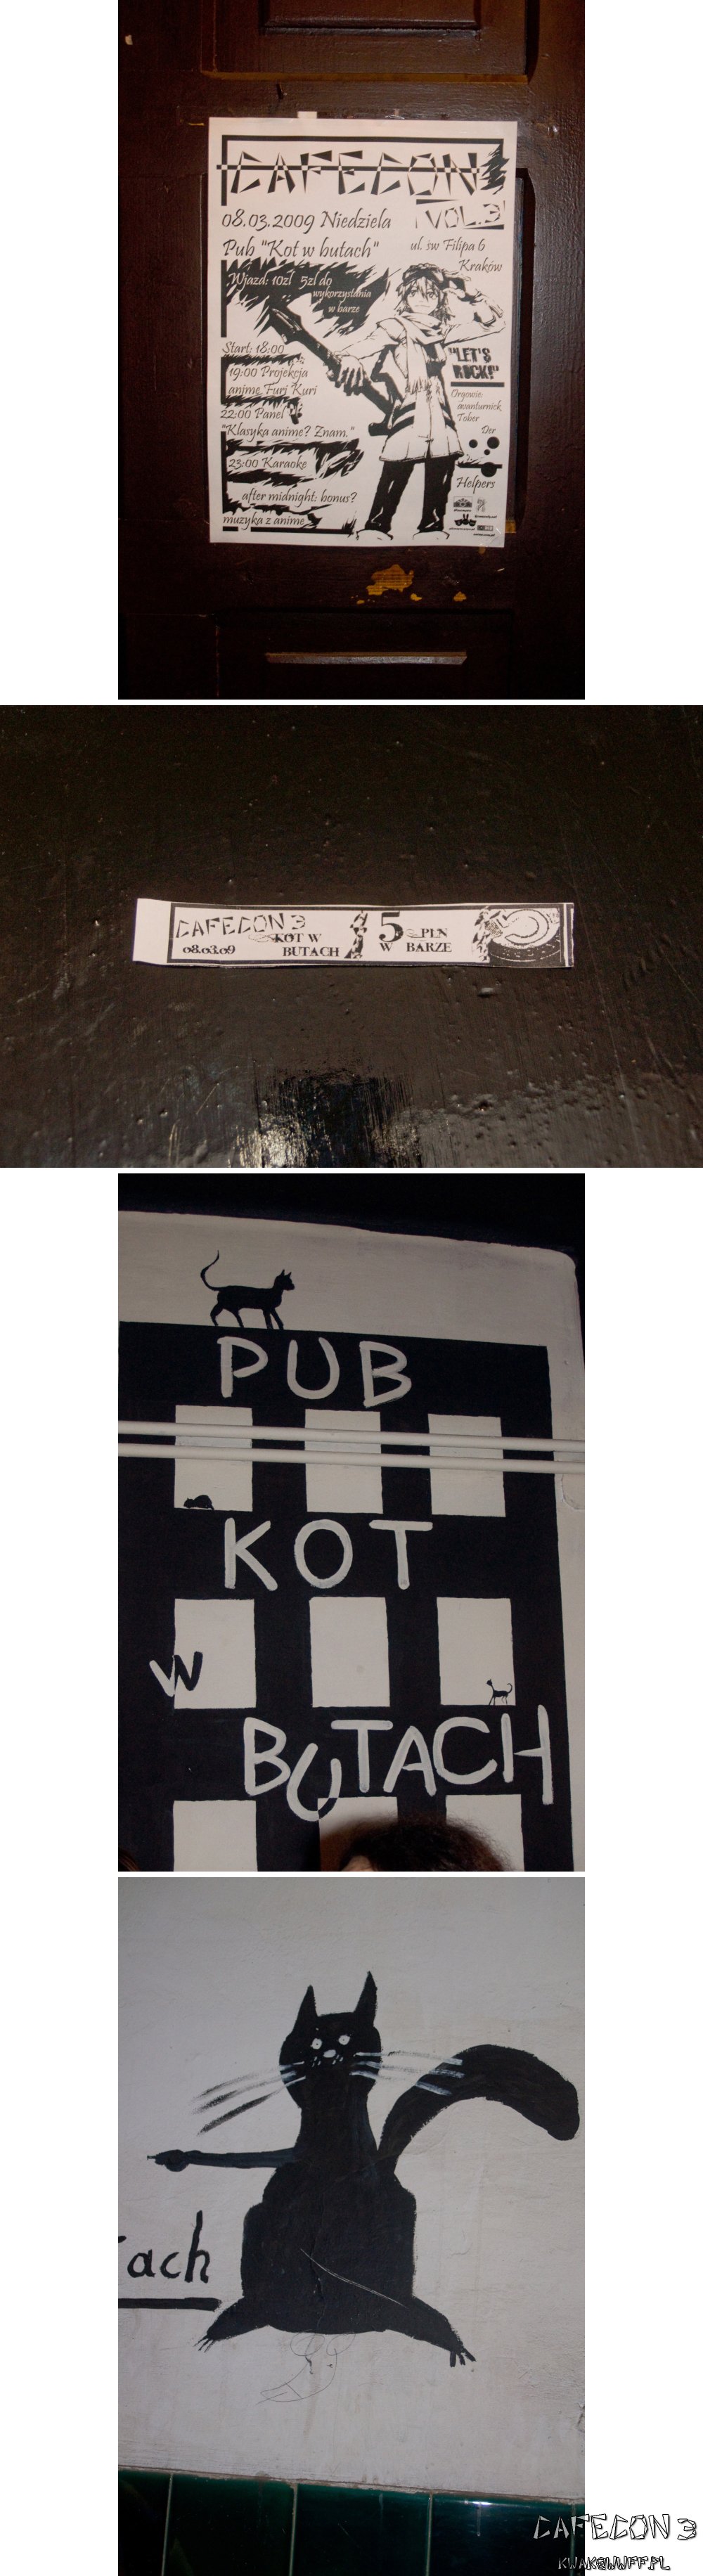 CAFECON
VOL.3
08.03.2009 Niedziela
Pub "Kot w butach"
ul. św Filipa 6
Kraków
Wjazd: 10zł 5zł do
wykorzystania
w barze
Start: 18:00
19:00 Projekcja
anime Furi Kuri
22:00 Panel
"Klasyka anime? Znam."
23:00 Karaoke
after midnight: bonus?
muzyka z anime
"LET'S
ROCK!"
Orgowie:
avanturnick
Tober
Der
Helpers
CAFECON 3
08.03.09
KOT W
BUTACH
5 PLN
W BARZE
PUB
KOT
W
BUTACH
ach
CAFECON 3
KWAKQWWFF.PL